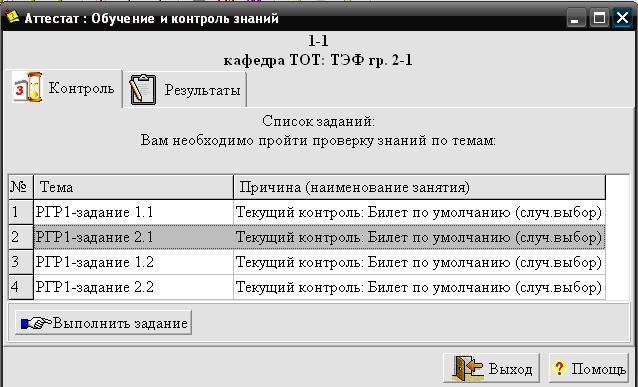 Аттестат : Обучение и контроль знаний
1-1
кафедра ТОТ: ТЭФ гр. 2-1
3 Контроль Результаты
Список заданий:
Вам необходимо пройти проверку знаний по темам:
№ Тема Причина (наименование занятия)
1 РГР1-задание 1.1 Текущий контроль: Билет по умолчанию (случ.выбор)
2 РГР1-задание 2.1 Текущий контроль: Билет по умолчанию (случ.выбор)
3 РГР1-задание 1.2 Текущий контроль: Билет по умолчанию (случ.выбор)
4 РГР1-задание 2.2 Текущий контроль: Билет по умолчанию (случ.выбор)
Выполнить задание
Выход ? Помощь